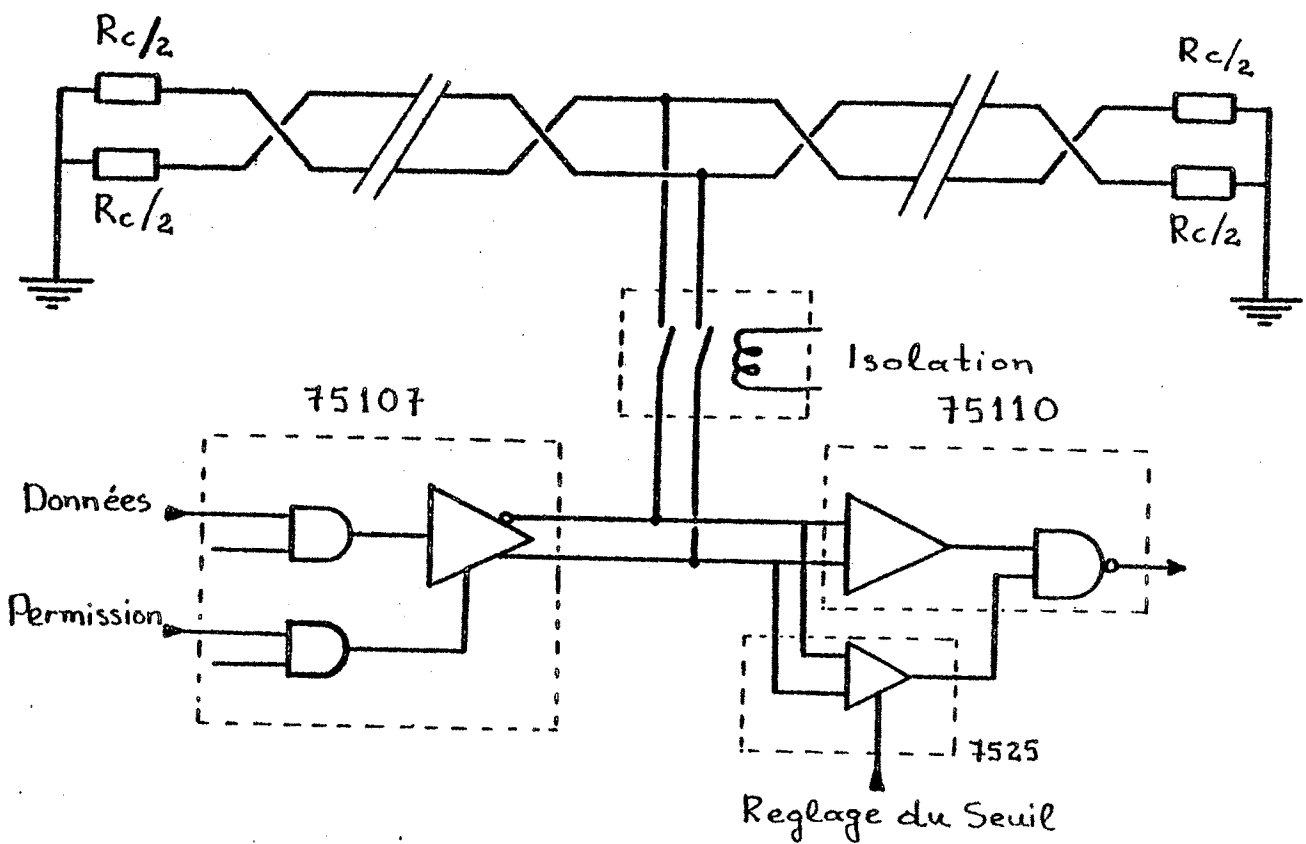 Rc/2
Rc/2
Rc/2
Rc/2
Isolation
75107
75110
Données
Permission
7525
Reglage du Seuil